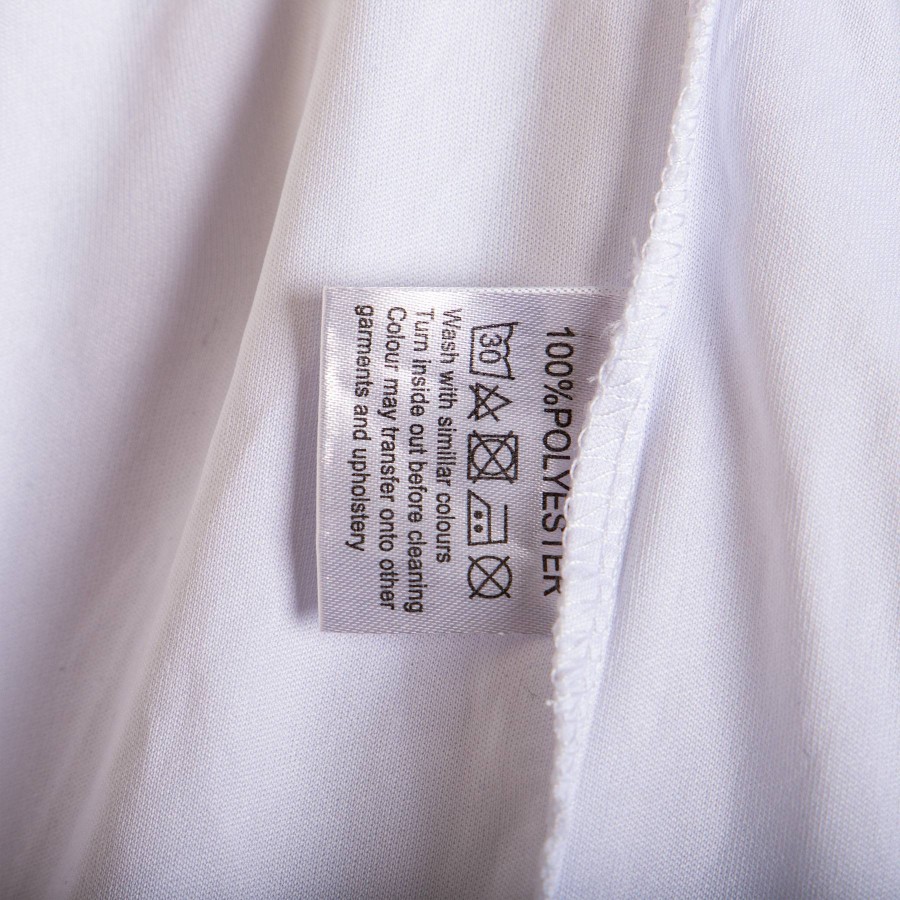 100%POLYESTER
30
Wash with simillar colours
Turn inside out before cleaning
Colour may transfer onto other
garments and upholstery